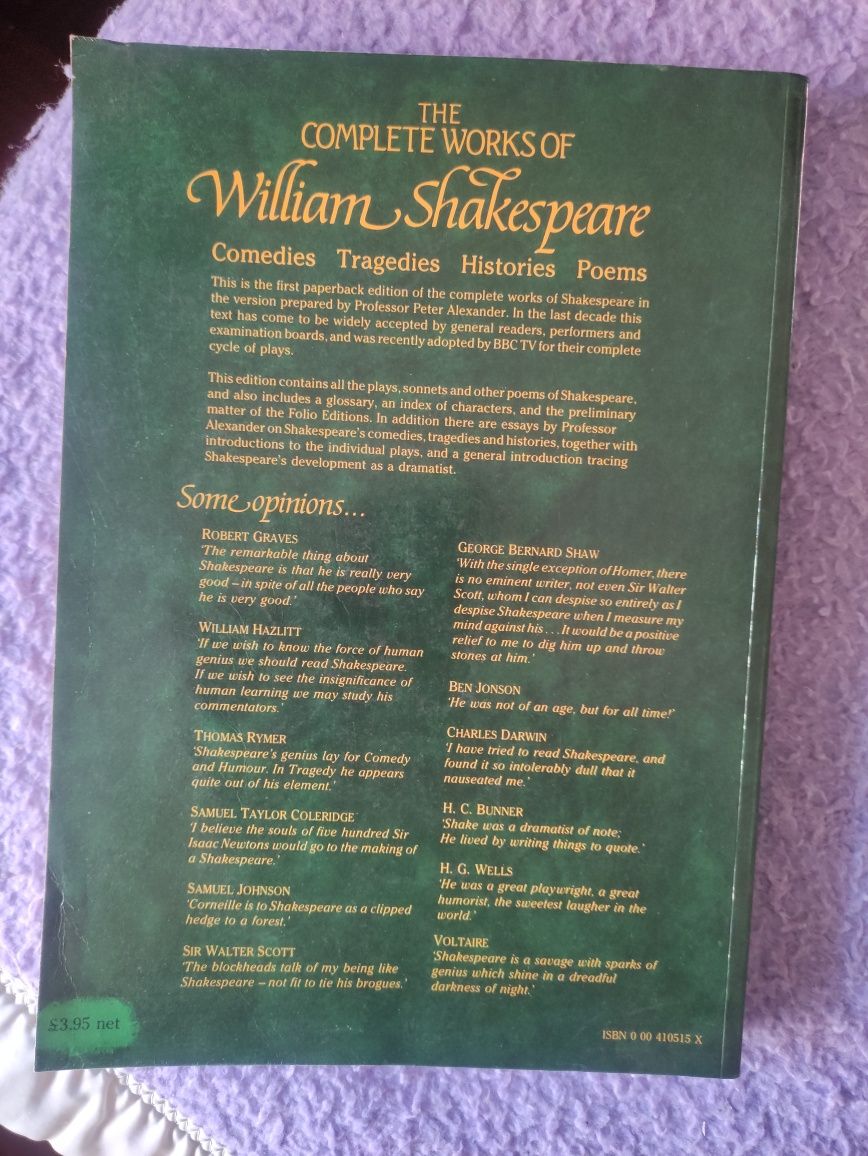 THE
COMPLETE WORKS OF
William Shakespeare
Comedies Tragedies Histories Poems
This is the first paperback edition of the complete works of Shakespeare in
the version prepared by Professor Peter Alexander. In the last decade this
text has come to be widely accepted by general readers, performers and
examination boards, and was recently adopted by BBC TV for their complete
cycle of plays.
This edition contains all the plays, sonnets and other poems of Shakespeare,
and also includes a glossary, an index of characters, and the preliminary
matter of the Folio Editions. In addition there are essays by Professor
Alexander on Shakespeare's comedies, tragedies and histories, together with
introductions to the individual plays, and a general introduction tracing
Shakespeare's development as a dramatist.
Some opinions...
ROBERT GRAVES
'The remarkable thing about
Shakespeare is that he is really very
good – in spite of all the people who say
he is very good.'
WILLIAM HAZLITT
'If we wish to know the force of human
genius we should read Shakespeare.
If we wish to see the insignificance of
human learning we may study his
commentators.'
THOMAS RYMER
'Shakespeare's genius lay for Comedy
and Humour. In Tragedy he appears
quite out of his element.'
SAMUEL TAYLOR COLERIDGE
'I believe the souls of five hundred Sir
Isaac Newtons would go to the making of
a Shakespeare.'
SAMUEL JOHNSON
'Corneille is to Shakespeare as a clipped
hedge to a forest.'
SIR WALTER SCOTT
'The blockheads talk of my being like
Shakespeare – not fit to tie his brogues.'
GEORGE BERNARD SHAW
'With the single exception of Homer, there
is no eminent writer, not even Sir Walter
Scott, whom I can despise so entirely as I
despise Shakespeare when I measure my
mind against his . . . It would be a positive
relief to me to dig him up and throw
stones at him.'
BEN JONSON
'He was not of an age, but for all time!'
CHARLES DARWIN
'I have tried to read Shakespeare, and
found it so intolerably dull that it
nauseated me.'
H. C. BUNNER
'Shake was a dramatist of note;
He lived by writing things to quote.'
H. G. WELLS
'He was a great playwright, a great
humorist, the sweetest laugher in the
world.'
VOLTAIRE
'Shakespeare is a savage with sparks of
genius which shine in a dreadful
darkness of night.'
£3.95 net
ISBN 0 00 410515 X